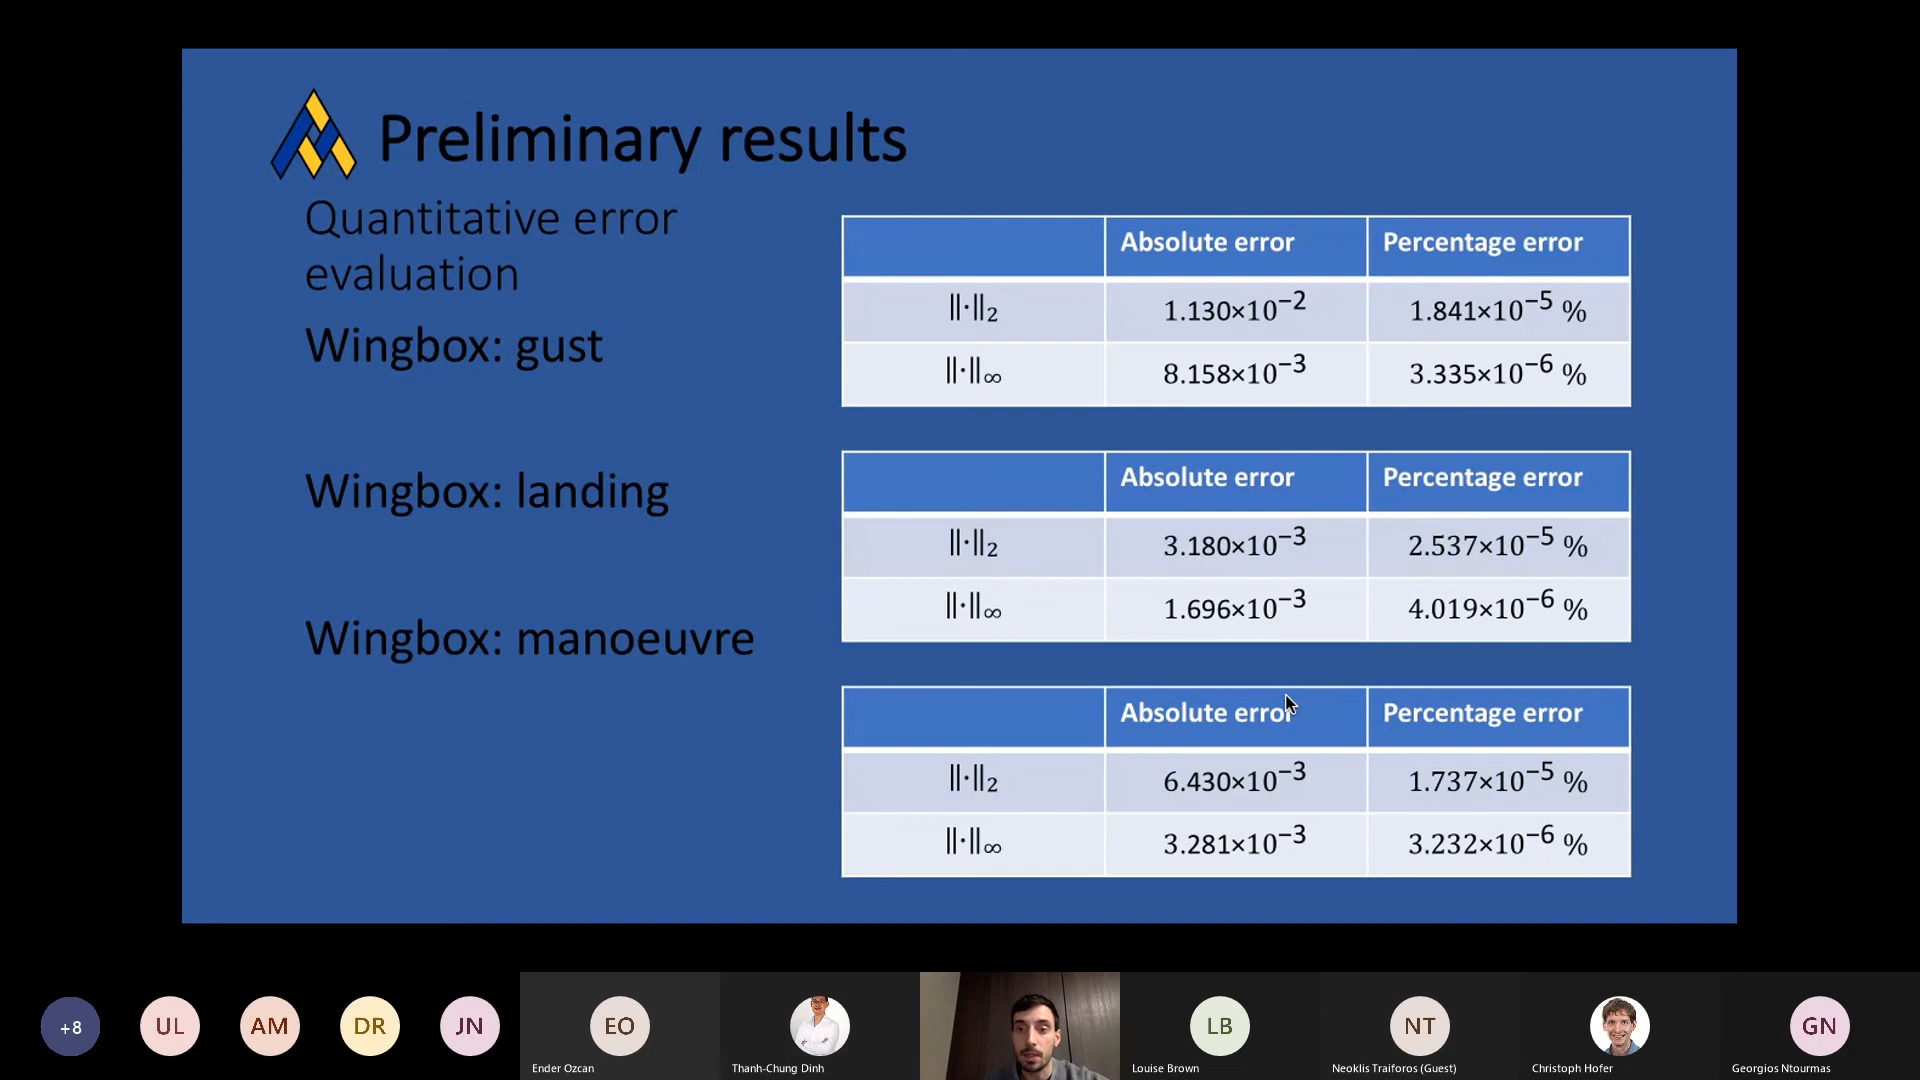 Preliminary results
Quantitative error
evaluation
Wingbox: gust
Wingbox: landing
Wingbox: manoeuvre
Absolute error Percentage error
‖·‖₂ 1.130×10⁻² 1.841×10⁻⁵ %
‖·‖∞ 8.158×10⁻³ 3.335×10⁻⁶ %
Absolute error Percentage error
‖·‖₂ 3.180×10⁻³ 2.537×10⁻⁵ %
‖·‖∞ 1.696×10⁻³ 4.019×10⁻⁶ %
Absolute error Percentage error
‖·‖₂ 6.430×10⁻³ 1.737×10⁻⁵ %
‖·‖∞ 3.281×10⁻³ 3.232×10⁻⁶ %
+8 UL AM DR JN EO LB NT GN
Ender Ozcan Thanh-Chung Dinh Louise Brown Neoklis Traiforos (Guest) Christoph Hofer Georgios Ntourmas